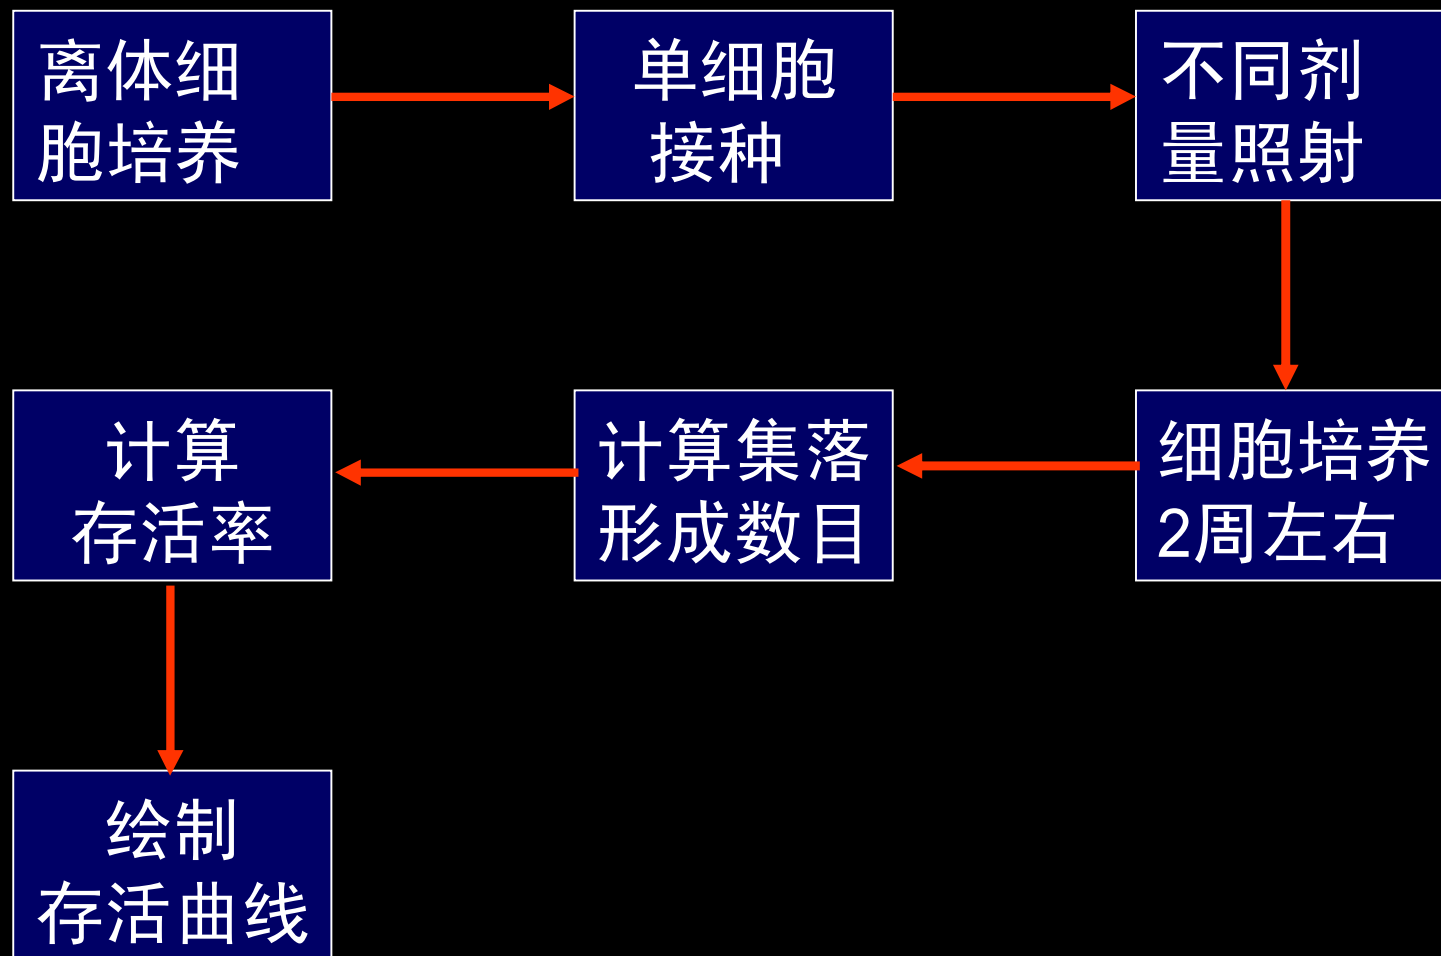 离体细
胞培养
单细胞
接种
不同剂
量照射
细胞培养
2周左右
计算集落
形成数目
计算
存活率
绘制
存活曲线